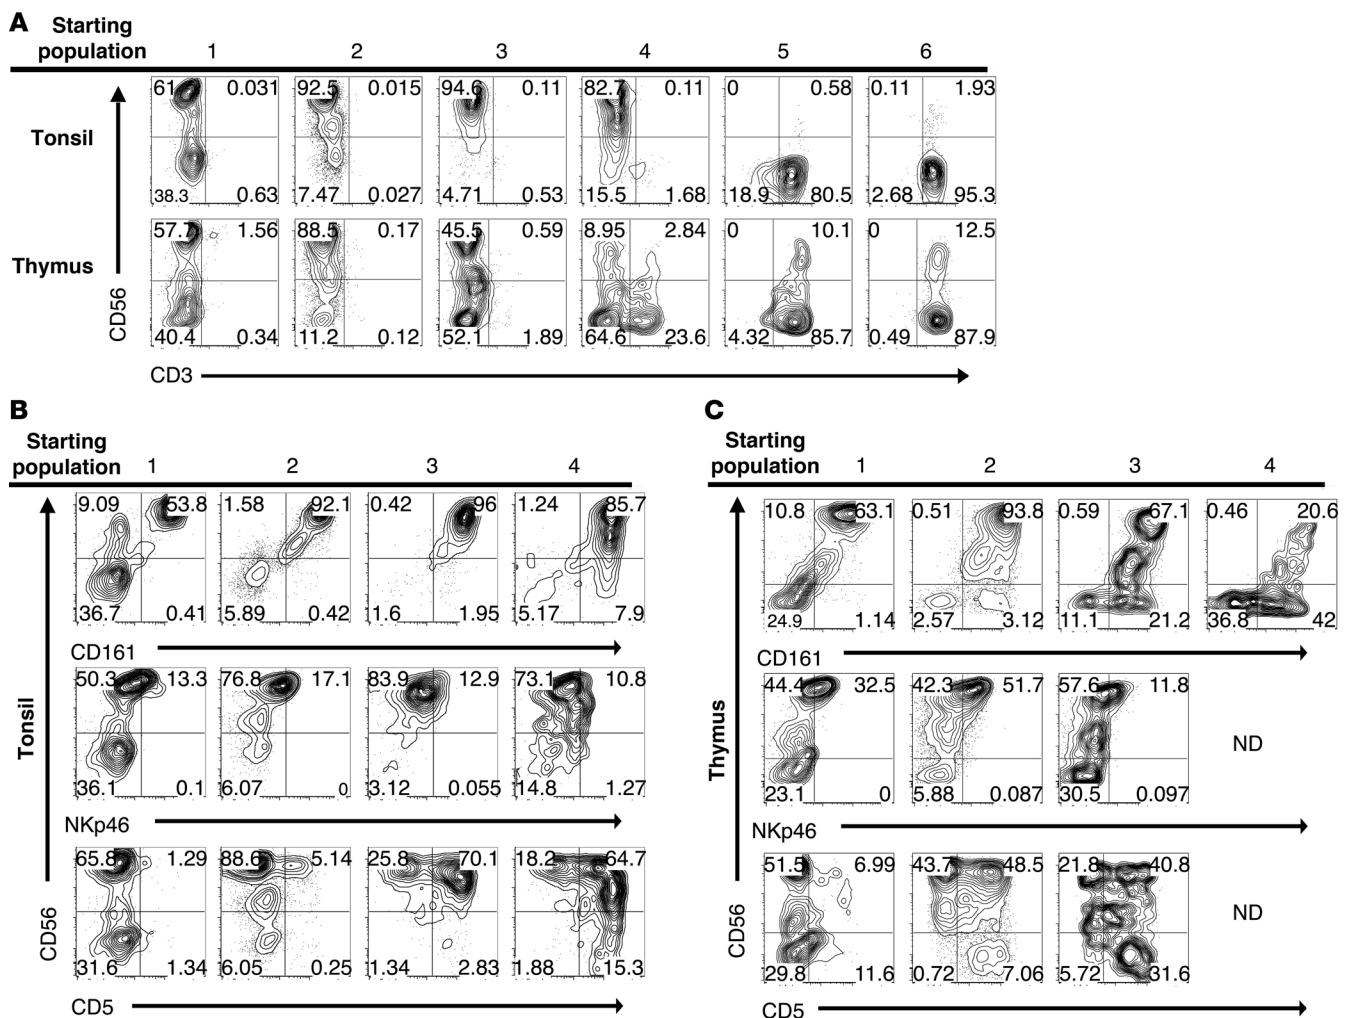 A
Starting
population 1 2 3 4 5 6
61 0.031 92.5 0.015 94.6 0.11 82.7 0.11 0 0.58 0.11 1.93
Tonsil
38.3 0.63 7.47 0.027 4.71 0.53 15.5 1.68 18.9 80.5 2.68 95.3
57.7 1.56 88.5 0.17 45.5 0.59 8.95 2.84 0 10.1 0 12.5
Thymus
CD56
40.4 0.34 11.2 0.12 52.1 1.89 64.6 23.6 4.32 85.7 0.49 87.9
CD3
B
Starting
population 1 2 3 4
9.09 53.8 1.58 92.1 0.42 96 1.24 85.7
36.7 0.41 5.89 0.42 1.6 1.95 5.17 7.9
CD161
50.3 13.3 76.8 17.1 83.9 12.9 73.1 10.8
Tonsil
36.1 0.1 6.07 0 3.12 0.055 14.8 1.27
NKp46
65.8 1.29 88.6 5.14 25.8 70.1 18.2 64.7
CD56
31.6 1.34 6.05 0.25 1.34 2.83 1.88 15.3
CD5
C
Starting
population 1 2 3 4
10.8 63.1 0.51 93.8 0.59 67.1 0.46 20.6
24.9 1.14 2.57 3.12 11.1 21.2 36.8 42
CD161
44.4 32.5 42.3 51.7 57.6 11.8
Thymus
ND
23.1 0 5.88 0.087 30.5 0.097
NKp46
51.5 6.99 43.7 48.5 21.8 40.8
CD56
ND
29.8 11.6 0.72 7.06 5.72 31.6
CD5